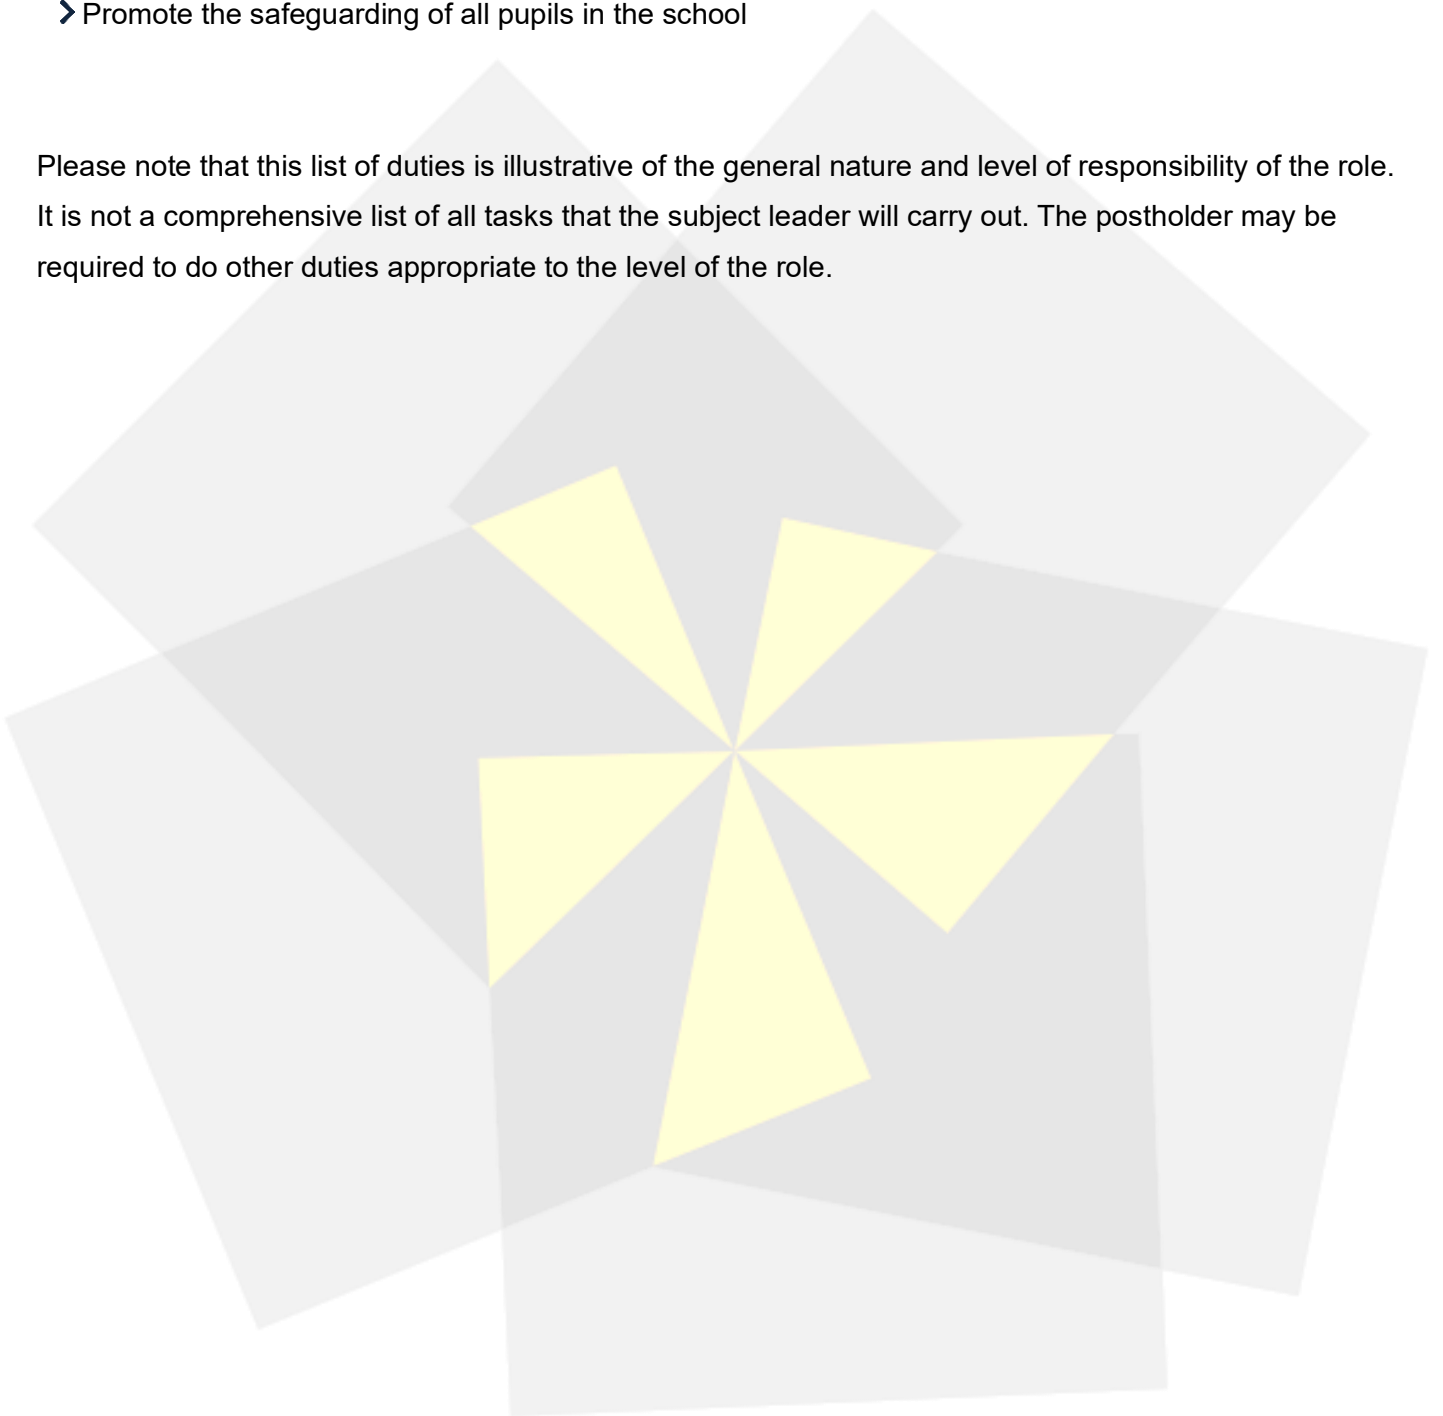 Promote the safeguarding of all pupils in the school
Please note that this list of duties is illustrative of the general nature and level of responsibility of the role.
It is not a comprehensive list of all tasks that the subject leader will carry out. The postholder may be
required to do other duties appropriate to the level of the role.